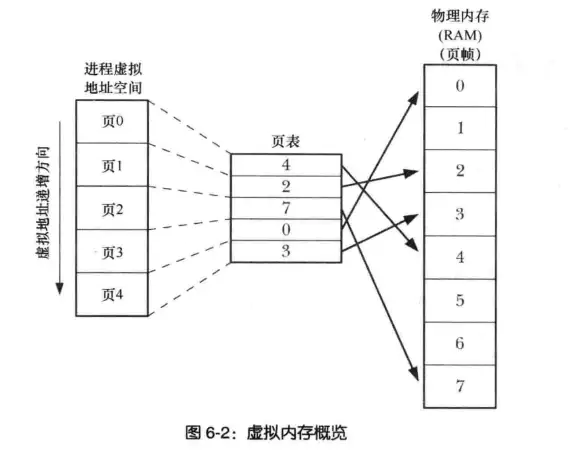 物理内存
(RAM)
(页帧)
进程虚拟
地址空间
虚拟地址递增方向
页0
页1
页2
页3
页4
页表
4
2
7
0
3
0
1
2
3
4
5
6
7
图 6-2：虚拟内存概览